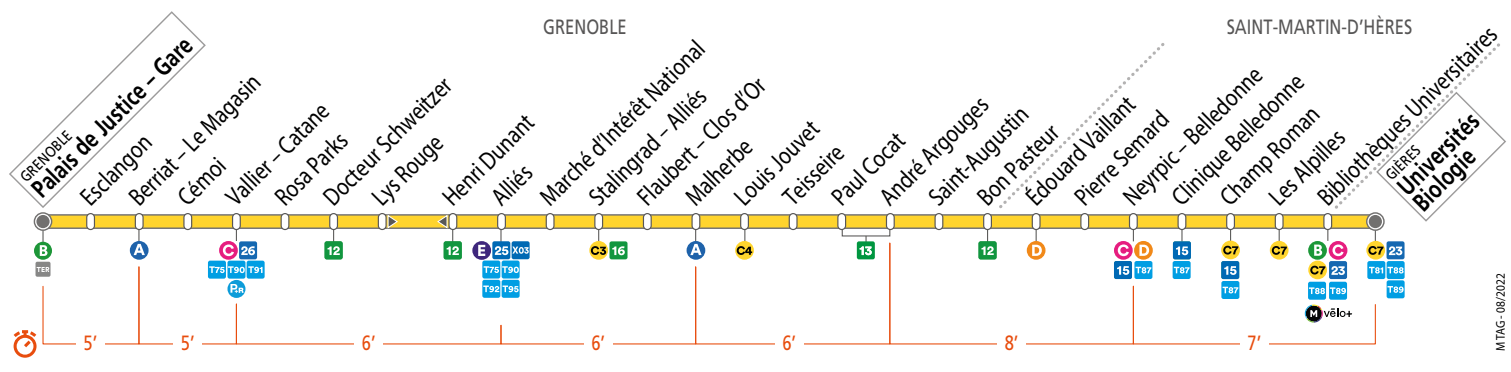 GRENOBLE
SAINT-MARTIN-D'HÈRES
GRENOBLE
Palais de Justice – Gare
Esclangon
Berriat – Le Magasin
Cémoi
Vallier – Catane
Rosa Parks
Docteur Schweitzer
Lys Rouge
Henri Dunant
Alliés
Marché d'Intérêt National
Stalingrad – Alliés
Flaubert – Clos d'Or
Malherbe
Louis Jouvet
Teisseire
Paul Cocat
André Argouges
Saint-Augustin
Bon Pasteur
Édouard Vaillant
Pierre Semard
Neyrpic – Belledonne
Clinique Belledonne
Champ Roman
Les Alpilles
Bibliothèques Universitaires
GIÈRES
Universités
Biologie
B
TER
A
C 26
T75 T90 T91
P+R
12
12
E 25 X03
T75 T90
T92 T95
C3 16
A
C4
13
12
D
C D
15 T87
15
T87
C7
15
T87
C7
B C
C7 23
T88 T89
M vélo+
C7 23
T81 T88
T89
5' 5' 6' 6' 6' 8' 7'
M TAG - 08/2022